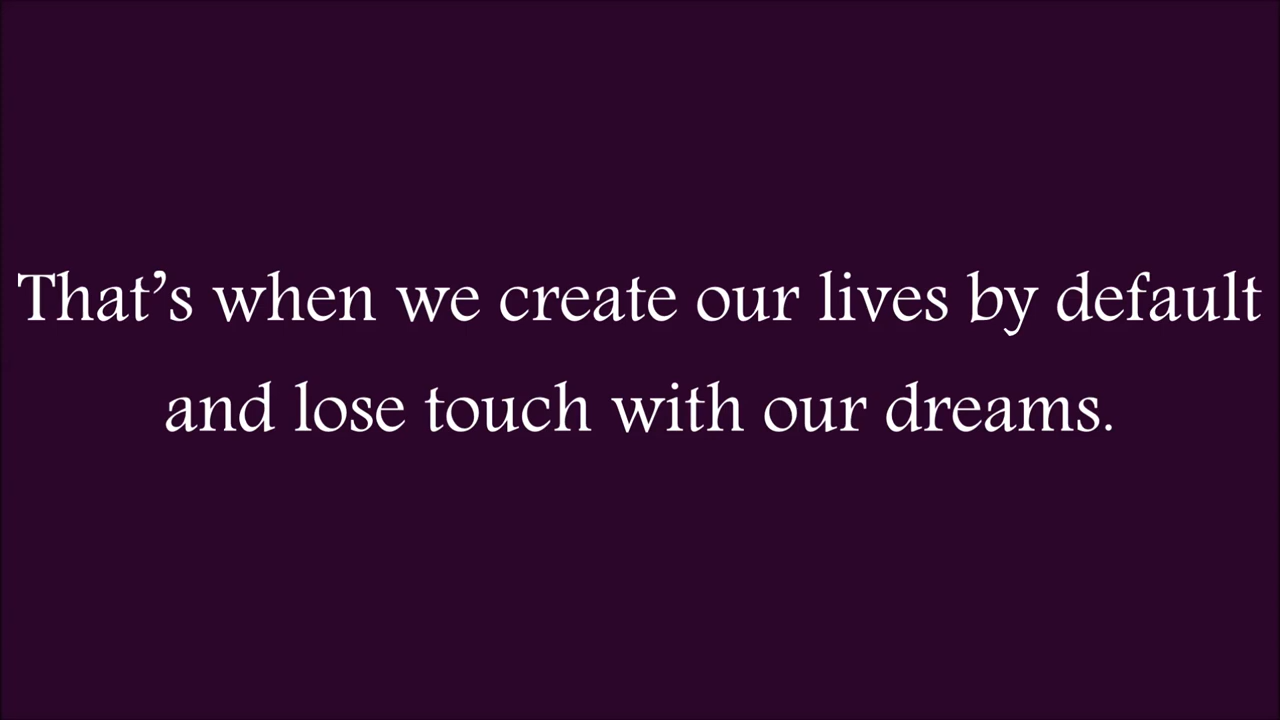 That’s when we create our lives by default
and lose touch with our dreams.